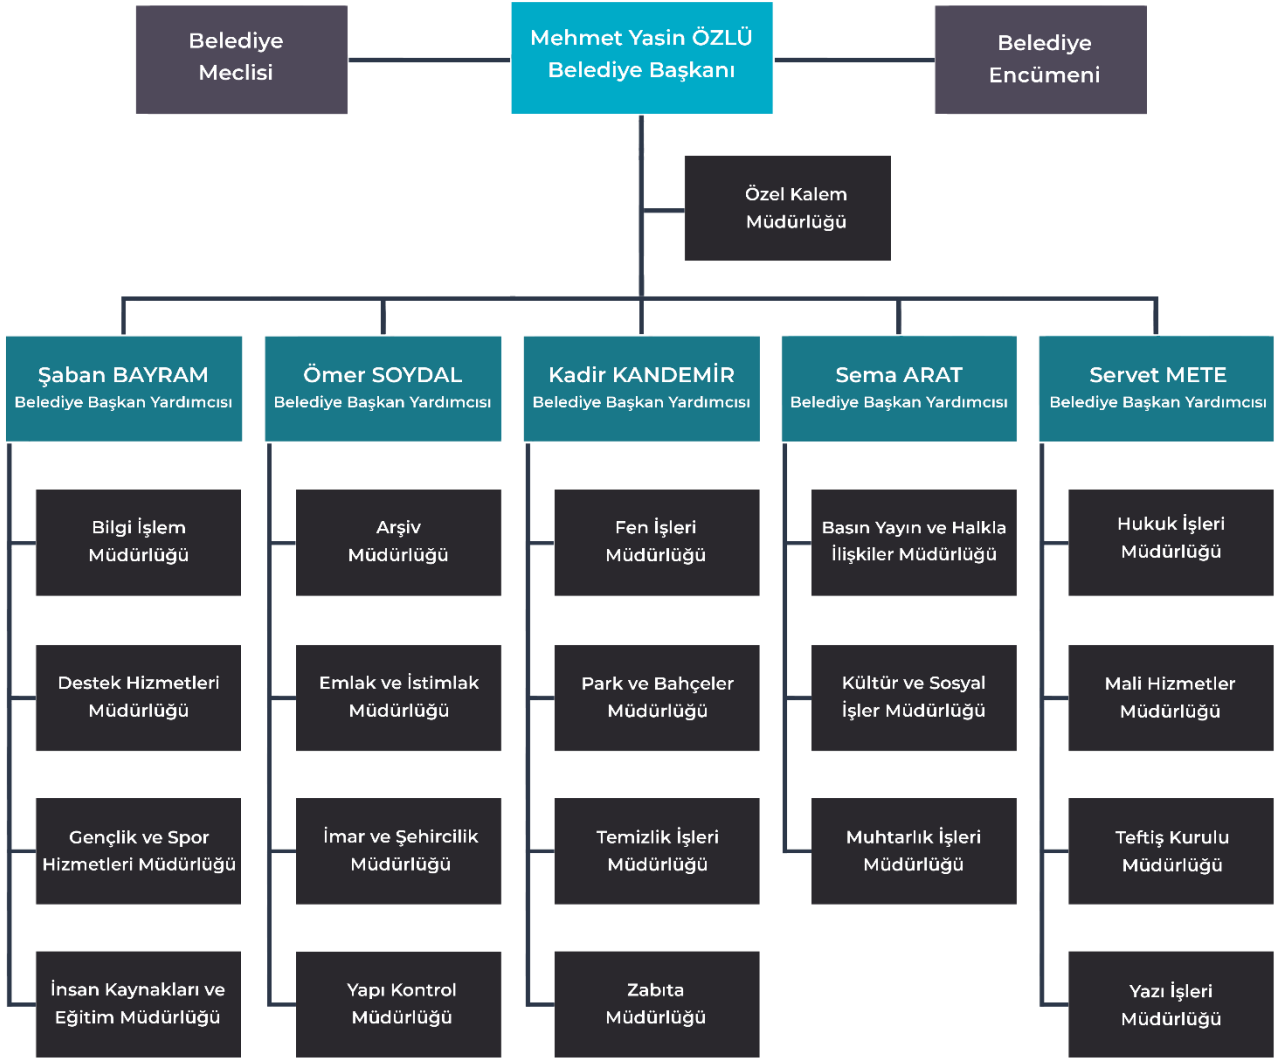 Belediye
Meclisi
Mehmet Yasin ÖZLÜ
Belediye Başkanı
Belediye
Encümeni
Özel Kalem
Müdürlüğü
Şaban BAYRAM
Belediye Başkan Yardımcısı
Ömer SOYDAL
Belediye Başkan Yardımcısı
Kadir KANDEMİR
Belediye Başkan Yardımcısı
Sema ARAT
Belediye Başkan Yardımcısı
Servet METE
Belediye Başkan Yardımcısı
Bilgi İşlem
Müdürlüğü
Arşiv
Müdürlüğü
Fen İşleri
Müdürlüğü
Basın Yayın ve Halkla
İlişkiler Müdürlüğü
Hukuk İşleri
Müdürlüğü
Destek Hizmetleri
Müdürlüğü
Emlak ve İstimlak
Müdürlüğü
Park ve Bahçeler
Müdürlüğü
Kültür ve Sosyal
İşler Müdürlüğü
Mali Hizmetler
Müdürlüğü
Gençlik ve Spor
Hizmetleri Müdürlüğü
İmar ve Şehircilik
Müdürlüğü
Temizlik İşleri
Müdürlüğü
Muhtarlık İşleri
Müdürlüğü
Teftiş Kurulu
Müdürlüğü
İnsan Kaynakları ve
Eğitim Müdürlüğü
Yapı Kontrol
Müdürlüğü
Zabıta
Müdürlüğü
Yazı İşleri
Müdürlüğü